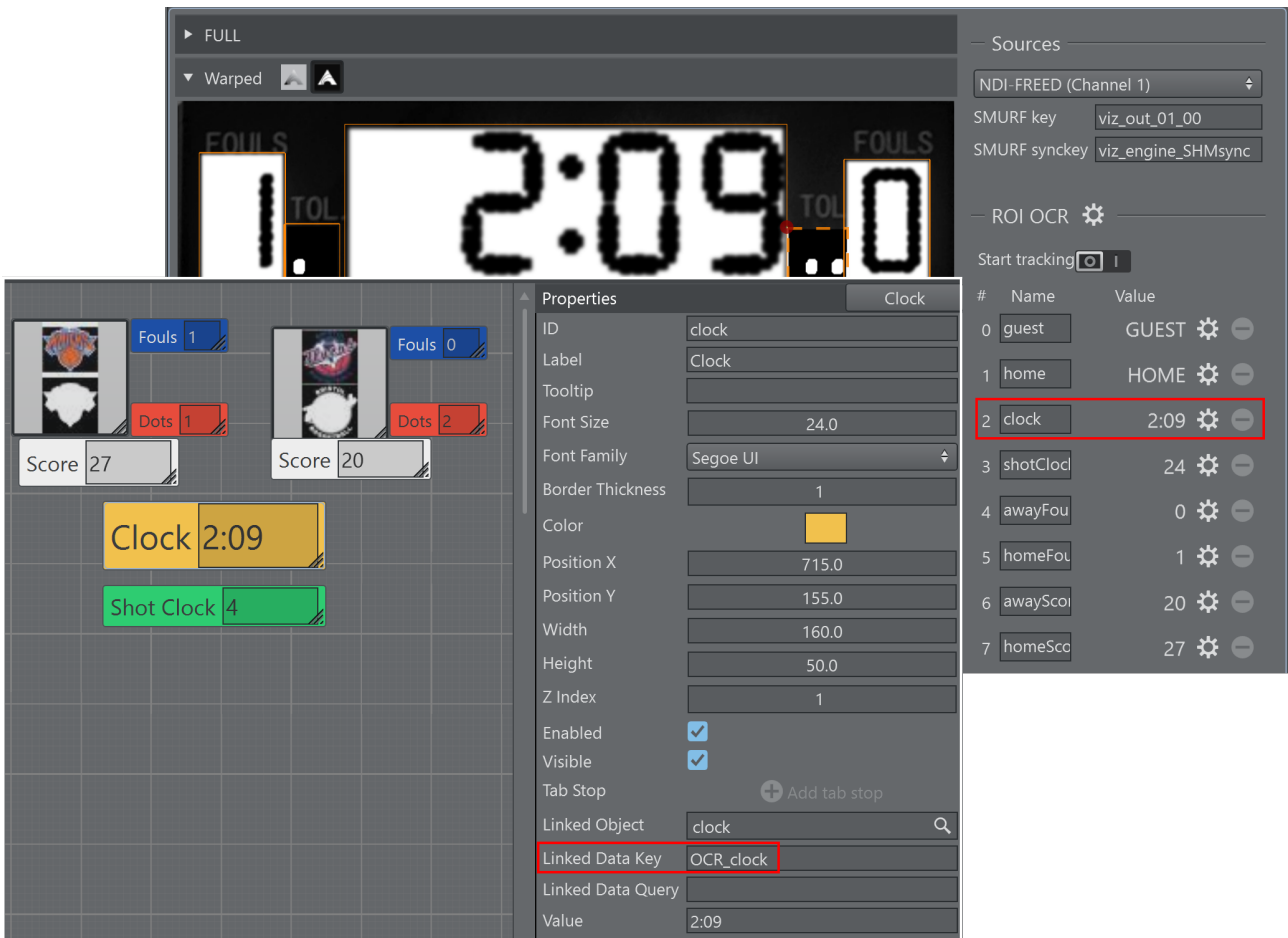 FULL
Warped
FOULS
2:09
FOULS
1
TOL.
TOL
0
Sources
NDI-FREED (Channel 1)
SMURF key viz_out_01_00
SMURF synckey viz_engine_SHMsync
ROI OCR
Start tracking
# Name Value
0 guest GUEST
1 home HOME
2 clock 2:09
3 shotClocl 24
4 awayFou 0
5 homeFou 1
6 awayScor 20
7 homeSco 27
Fouls 1
Dots 1
Score 27
Fouls 0
Dots 2
Score 20
Clock 2:09
Shot Clock 4
Properties Clock
ID clock
Label Clock
Tooltip
Font Size 24.0
Font Family Segoe UI
Border Thickness 1
Color
Position X 715.0
Position Y 155.0
Width 160.0
Height 50.0
Z Index 1
Enabled
Visible
Tab Stop Add tab stop
Linked Object clock
Linked Data Key OCR_clock
Linked Data Query
Value 2:09